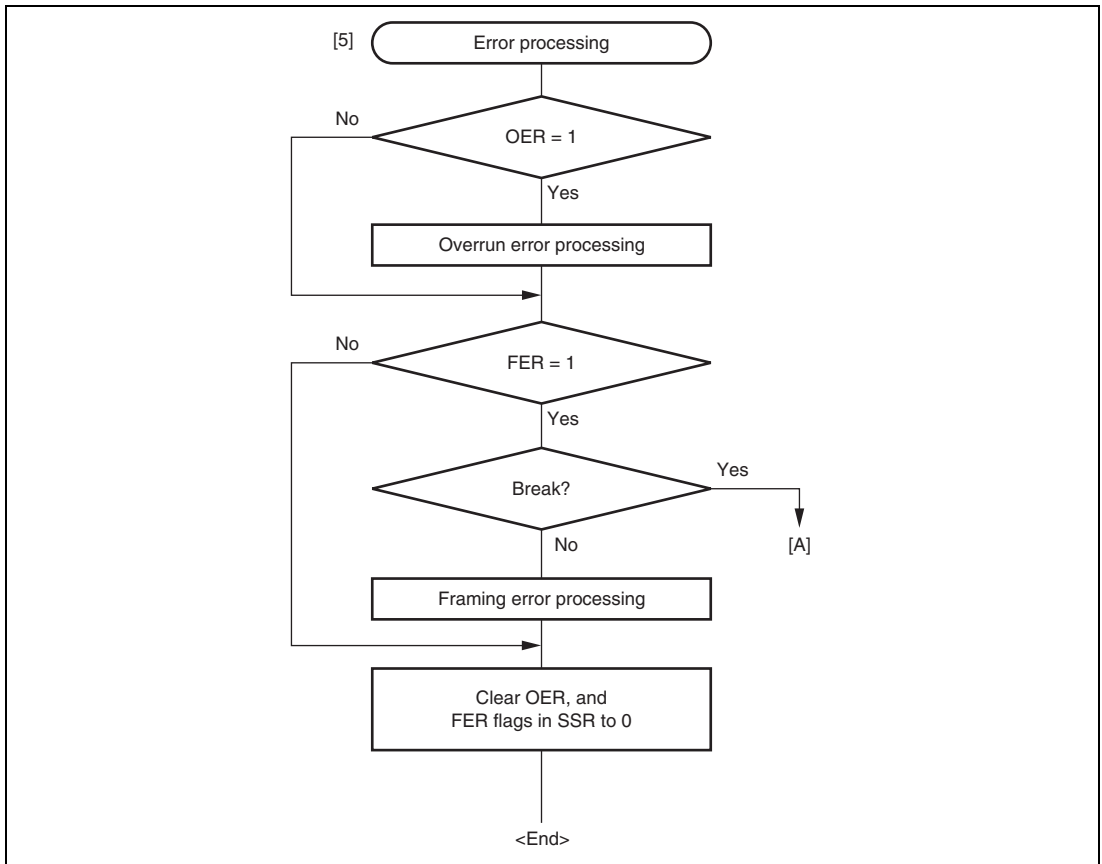 [5]
Error processing
No
OER = 1
Yes
Overrun error processing
No
FER = 1
Yes
Break?
Yes
No
[A]
Framing error processing
Clear OER, and
FER flags in SSR to 0
<End>